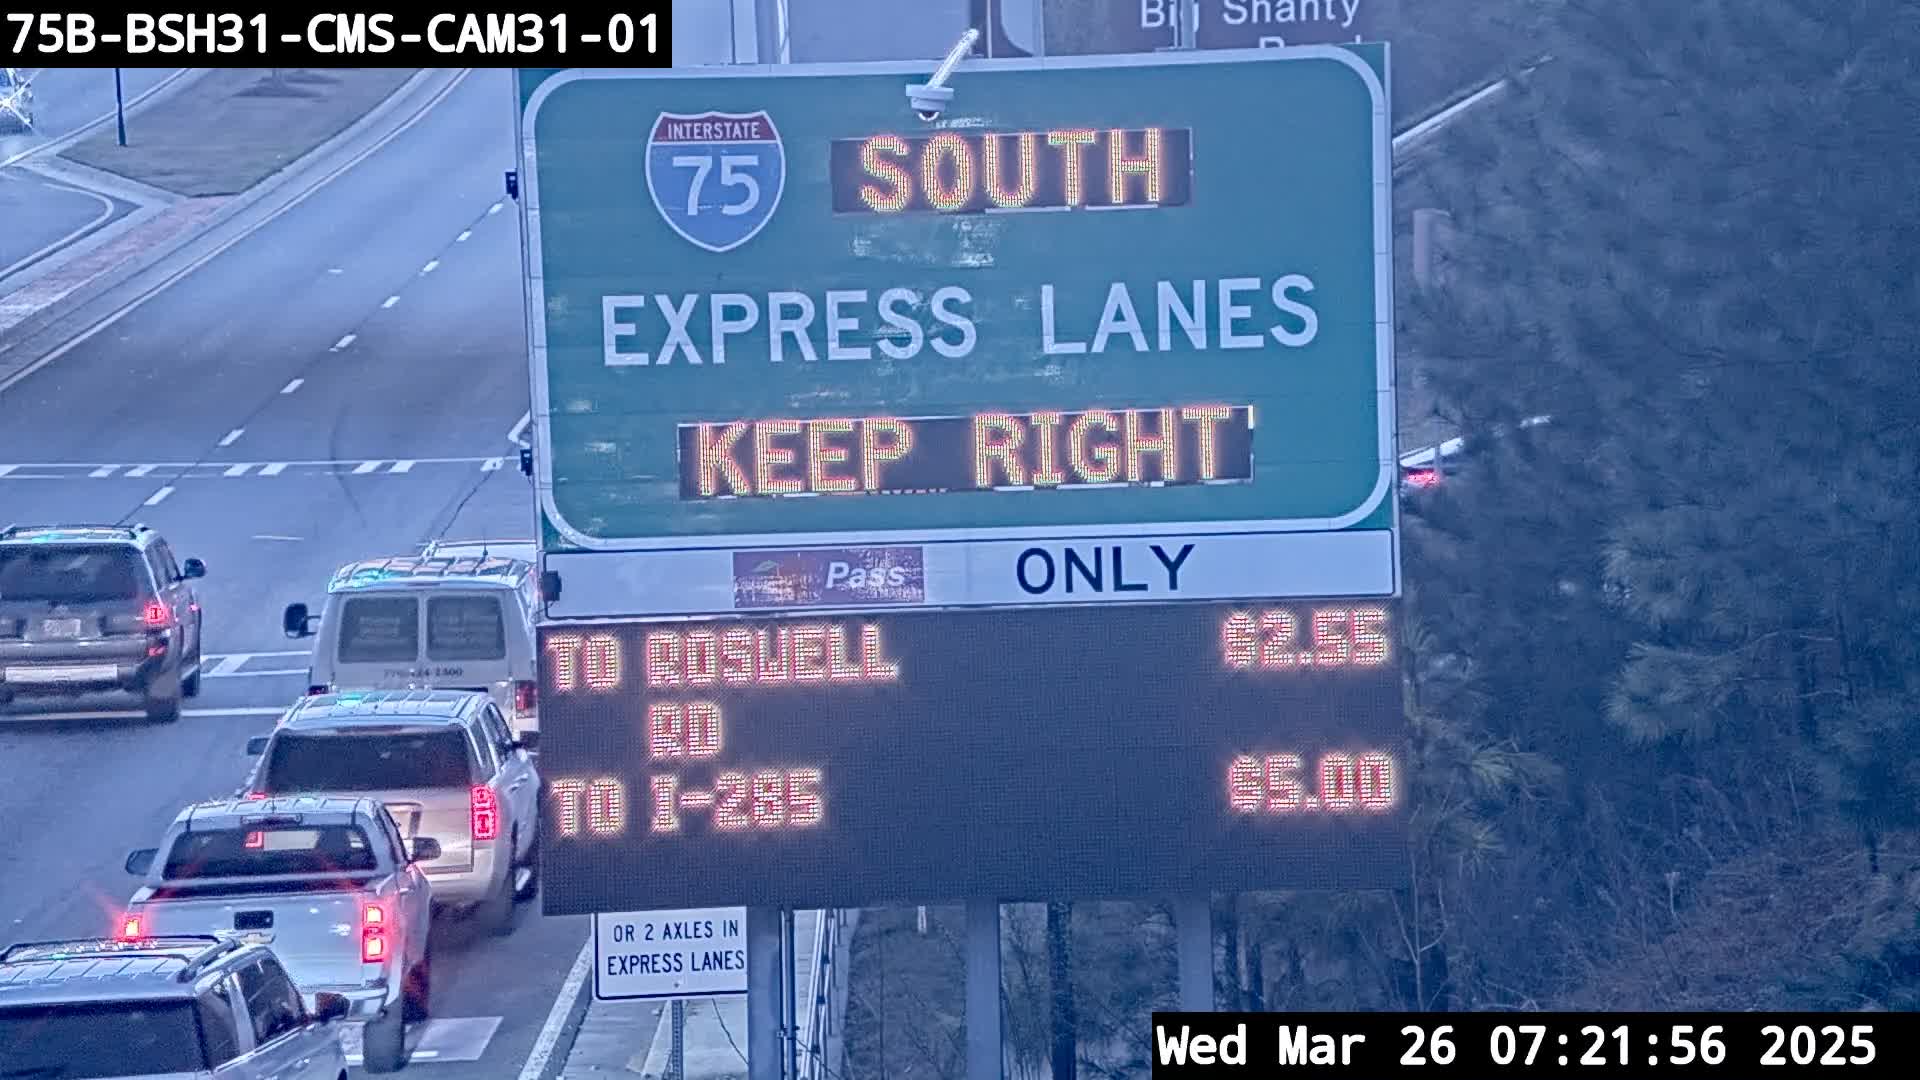 75B-BSH31-CMS-CAM31-01
Big Shanty
INTERSTATE
75
SOUTH
EXPRESS LANES
KEEP RIGHT
Pass ONLY
TO ROSWELL $2.55
RD
TO I-285 $5.00
OR 2 AXLES IN
EXPRESS LANES
Wed Mar 26 07:21:56 2025